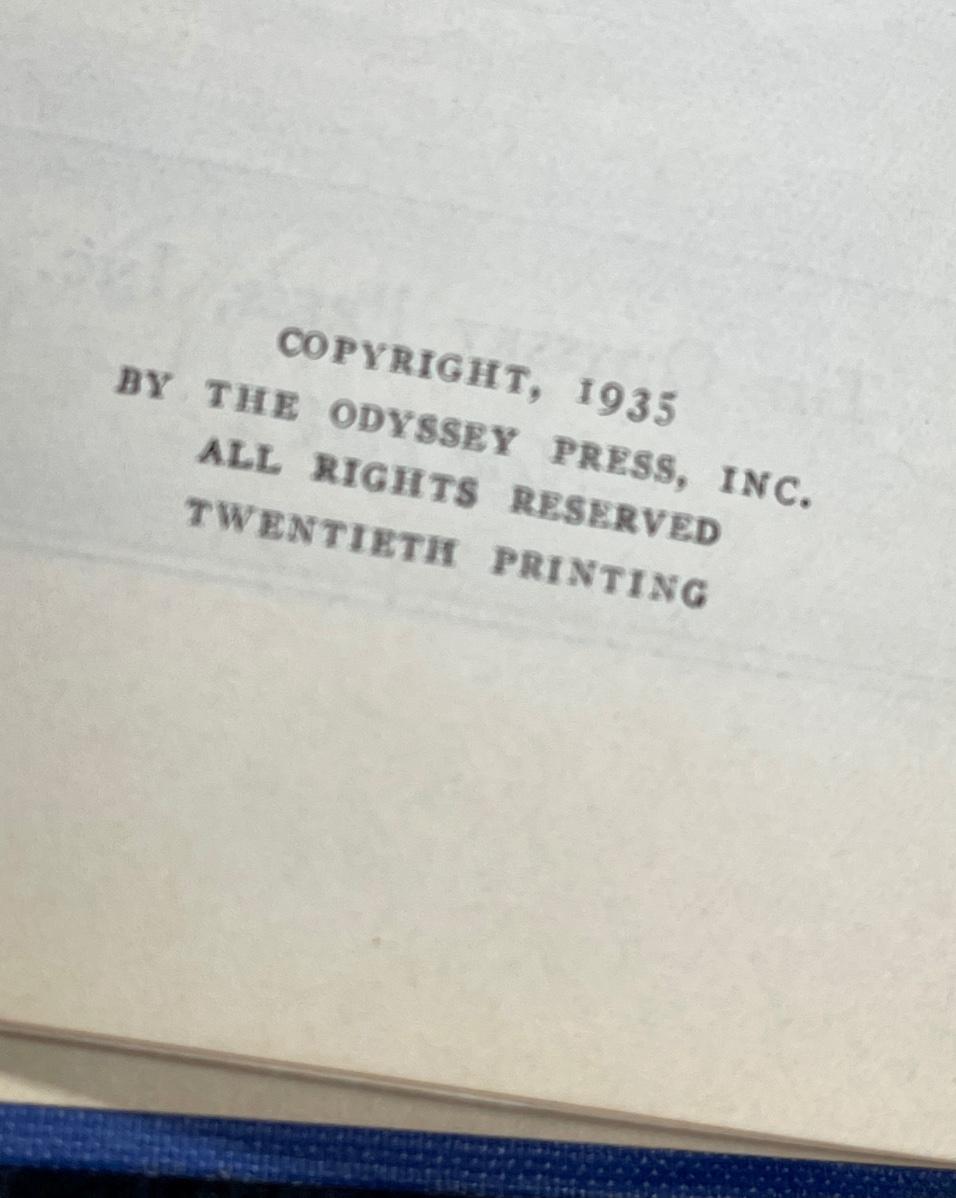 COPYRIGHT, 1935
BY THE ODYSSEY PRESS, INC.
ALL RIGHTS RESERVED
TWENTIETH PRINTING